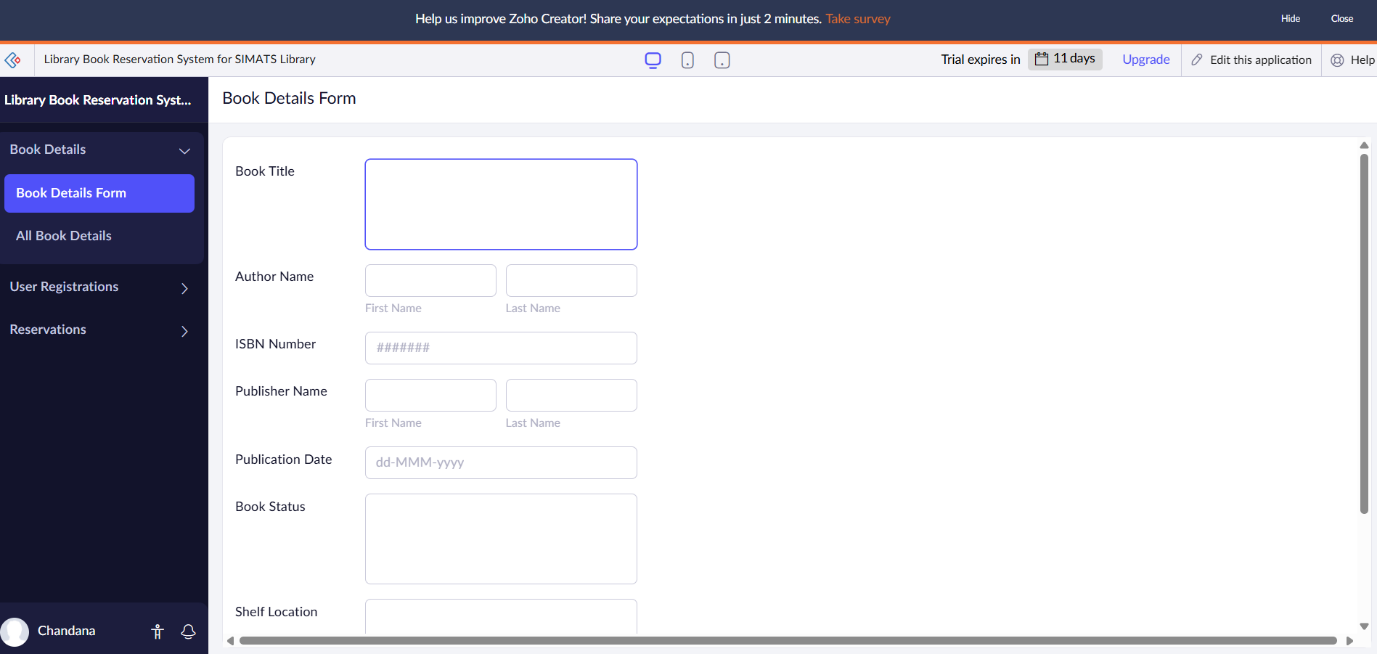 Help us improve Zoho Creator! Share your expectations in just 2 minutes. Take survey
Hide
Close
Library Book Reservation System for SIMATS Library
Trial expires in
11 days
Upgrade
Edit this application
Help
Library Book Reservation Syst...
Book Details
Book Details Form
All Book Details
User Registrations
Reservations
Chandana
Book Details Form
Book Title
Author Name
First Name
Last Name
ISBN Number
#######
Publisher Name
First Name
Last Name
Publication Date
dd-MMM-yyyy
Book Status
Shelf Location